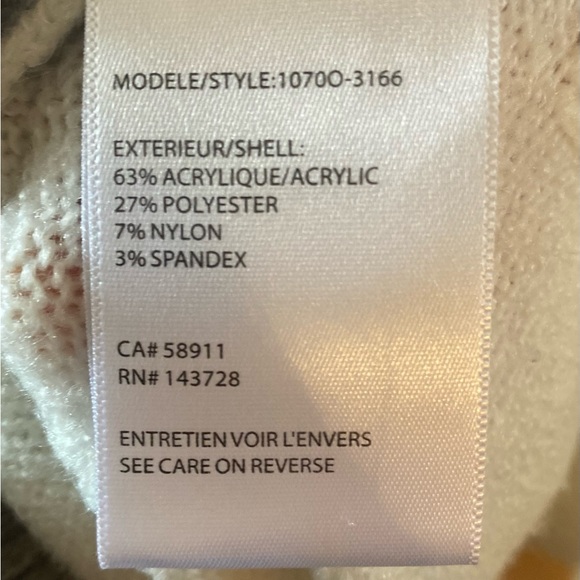 MODELE/STYLE:1070O-3166
EXTERIEUR/SHELL:
63% ACRYLIQUE/ACRYLIC
27% POLYESTER
7% NYLON
3% SPANDEX
CA# 58911
RN# 143728
ENTRETIEN VOIR L'ENVERS
SEE CARE ON REVERSE